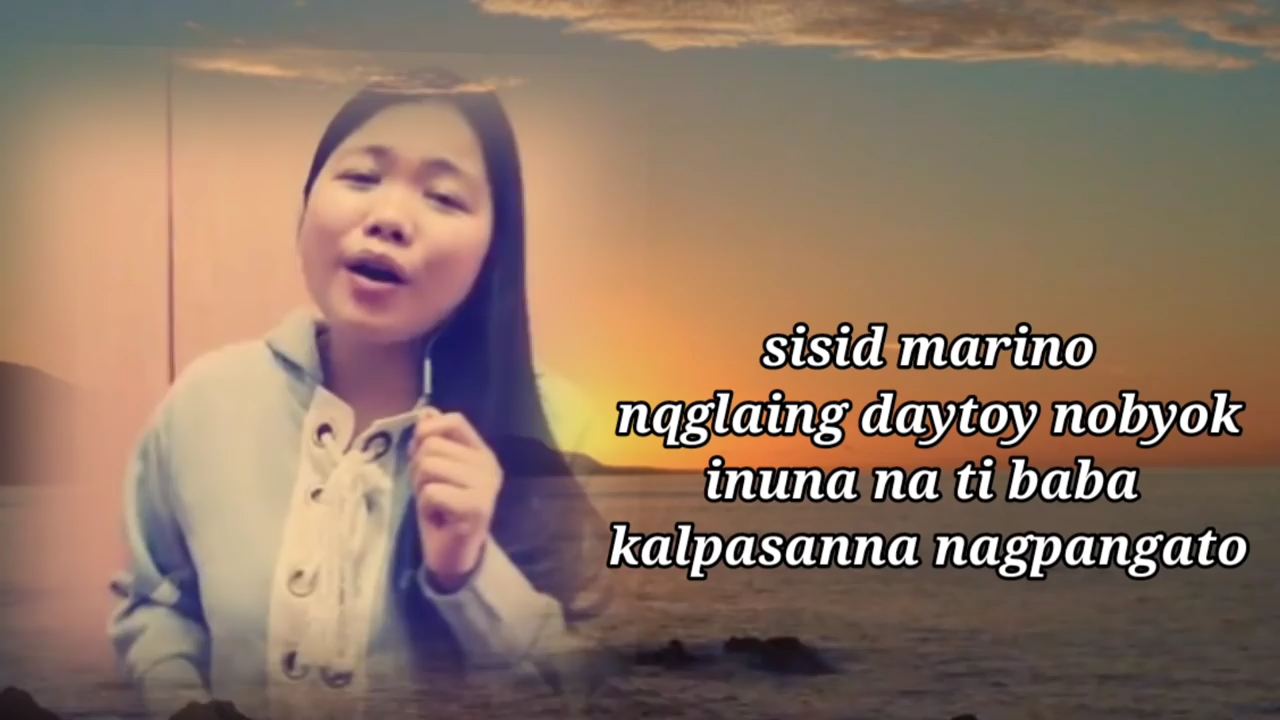 sisid marino
nqglaing daytoy nobyok
inuna na ti baba
kalpasanna nagpangato